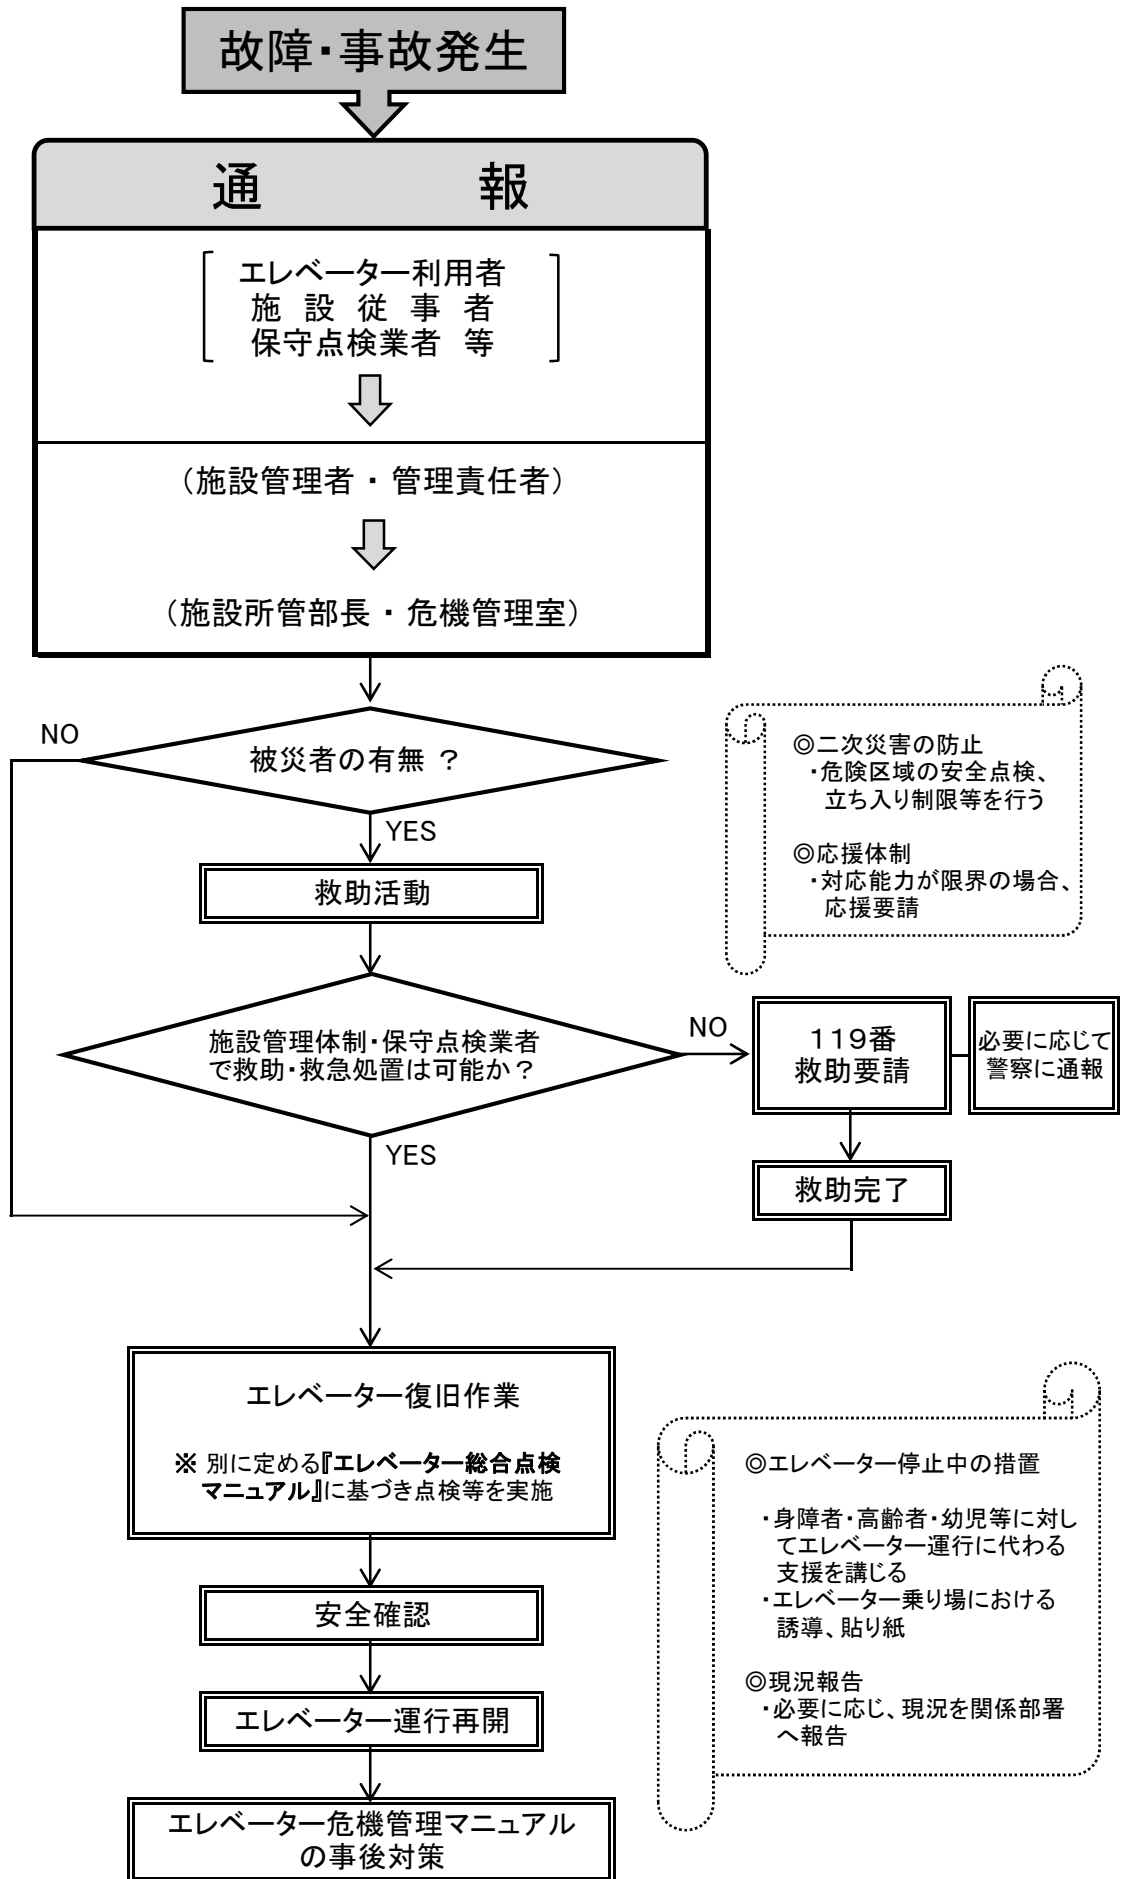 故障・事故発生
通　報
エレベーター利用者
施設従事者
保守点検業者　等
（施設管理者・管理責任者）
（施設所管部長・危機管理室）
NO
被災者の有無 ？
YES
◎二次災害の防止
・危険区域の安全点検、
立ち入り制限等を行う
◎応援体制
・対応能力が限界の場合、
応援要請
救助活動
施設管理体制・保守点検業者
で救助・救急処置は可能か？
NO
YES
１１９番
救助要請
必要に応じて
警察に通報
救助完了
エレベーター復旧作業
※ 別に定める『エレベーター総合点検
マニュアル』に基づき点検等を実施
◎エレベーター停止中の措置
・身障者・高齢者・幼児等に対し
てエレベーター運行に代わる
支援を講じる
・エレベーター乗り場における
誘導、貼り紙
◎現況報告
・必要に応じ、現況を関係部署
へ報告
安全確認
エレベーター運行再開
エレベーター危機管理マニュアル
の事後対策